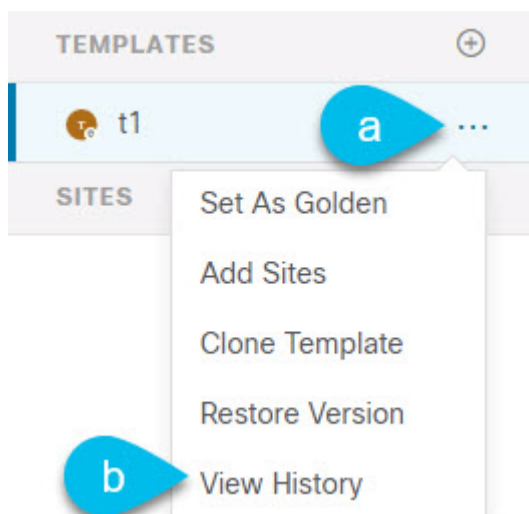 TEMPLATES
T t1 a ...
SITES
Set As Golden
Add Sites
Clone Template
Restore Version
b View History